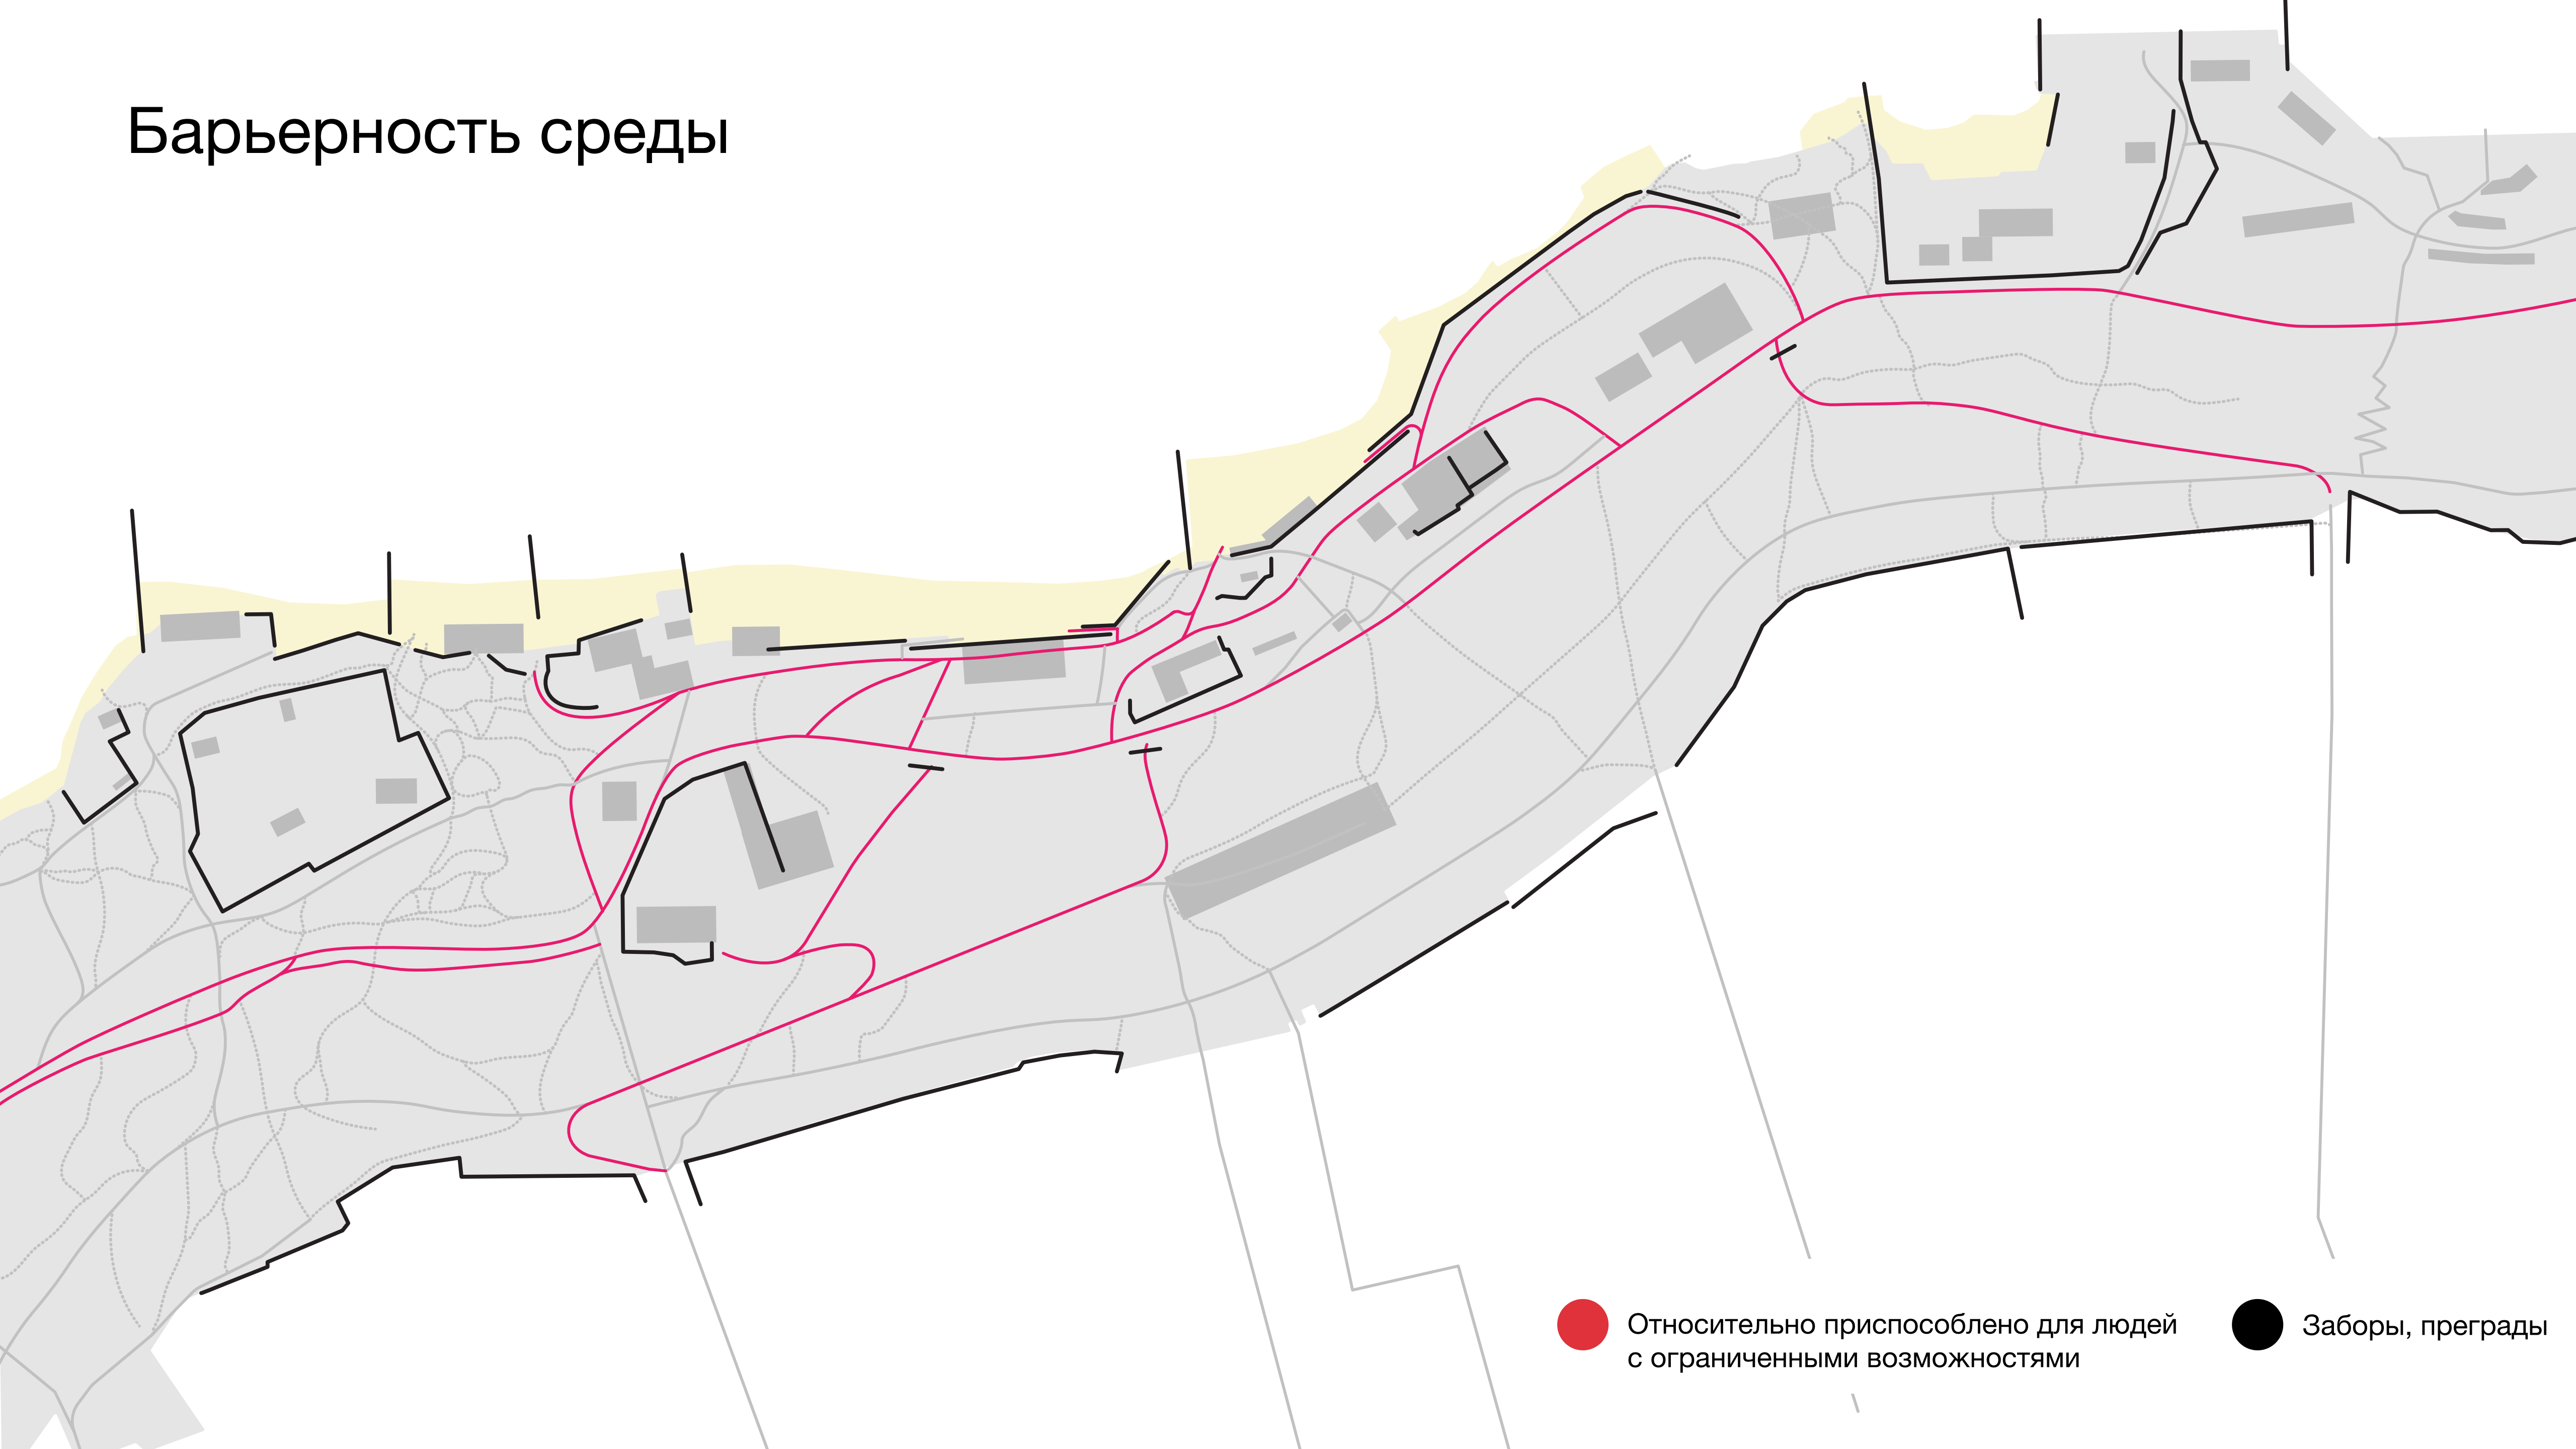 Барьерность среды
Относительно приспособлено для людей
с ограниченными возможностями
Заборы, преграды